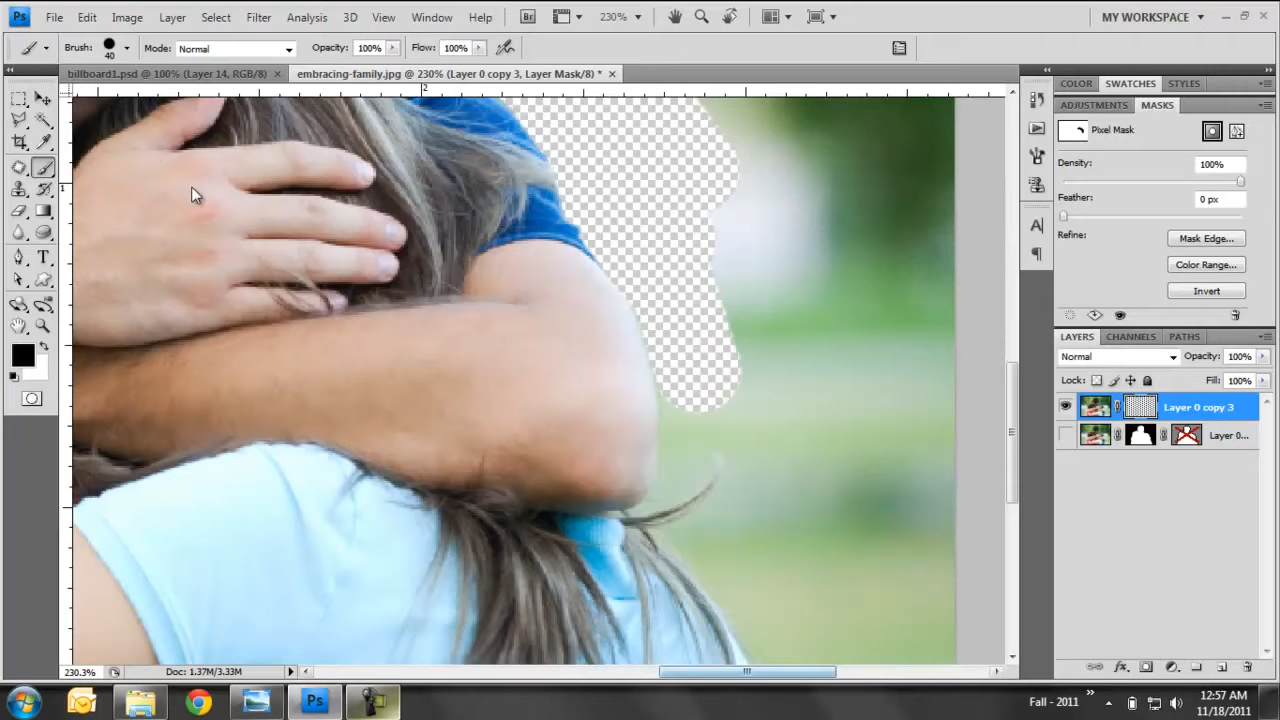 Ps File Edit Image Layer Select Filter Analysis 3D View Window Help Br 230% MY WORKSPACE
Brush: 40 Mode: Normal Opacity: 100% Flow: 100%
billboard1.psd @ 100% (Layer 14, RGB/8) × embracing-family.jpg @ 230% (Layer 0 copy 3, Layer Mask/8) * ×
COLOR SWATCHES STYLES
2
ADJUSTMENTS MASKS
Pixel Mask
Density: 100%
1
Feather: 0 px
A
Refine: Mask Edge...
T
Color Range...
Invert
LAYERS CHANNELS PATHS
Normal Opacity: 100%
Lock: Fill: 100%
Layer 0 copy 3
Layer 0...
fx
230.3% Doc: 1.37M/3.33M
Ps Fall - 2011 » 12:57 AM
11/18/2011